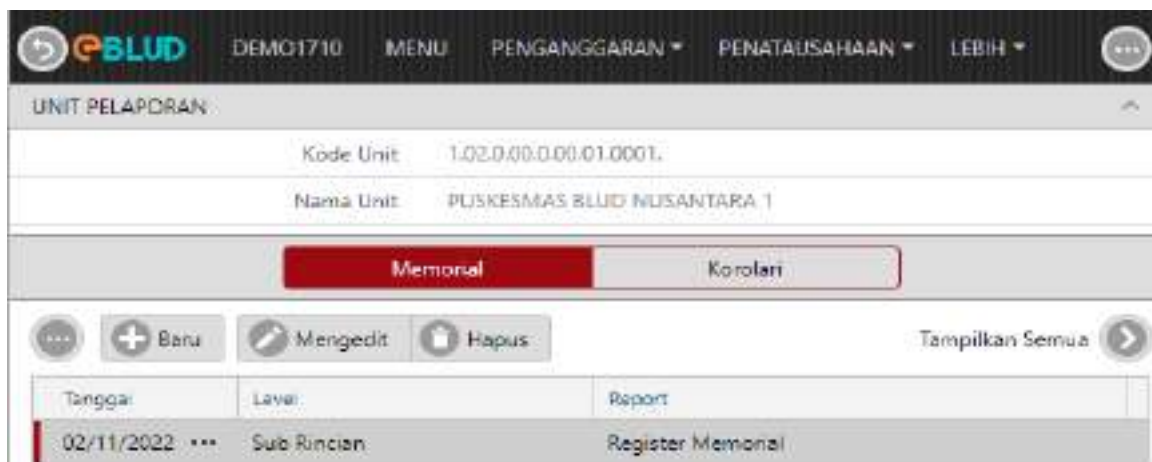 eBLUD DEMO1710 MENU PENGANGGARAN PENATAUSAHAAN LEBIH
UNIT PELAPORAN
Kode Unit 1.02.0.00.0.00.01.0001.
Nama Unit PUSKESMAS BLUD NUSANTARA 1
Memorial Korolari
Baru Mengedit Hapus Tampilkan Semua
Tanggal Level Report
02/11/2022 ••• Sub Rincian Register Memorial